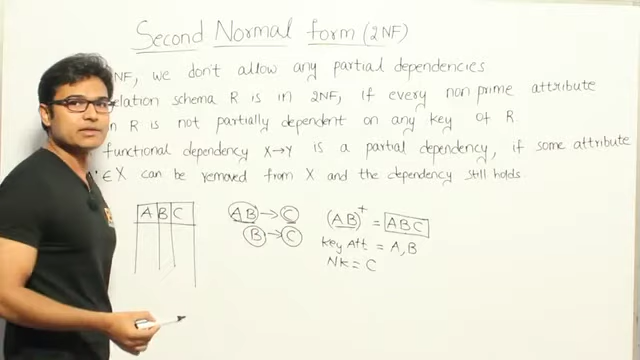 Second Normal form (2NF)
NF, we don't allow any partial dependencies
elation schema R is in 2NF, if every non prime attribute
in R is not partially dependent on any key of R.
functional dependency X→Y is a partial dependency, if some attribute
∈ X can be removed from X and the dependency still holds.
A B C
AB → C
B → C
(AB)⁺ = ABC
Key Att = A, B
NK = C